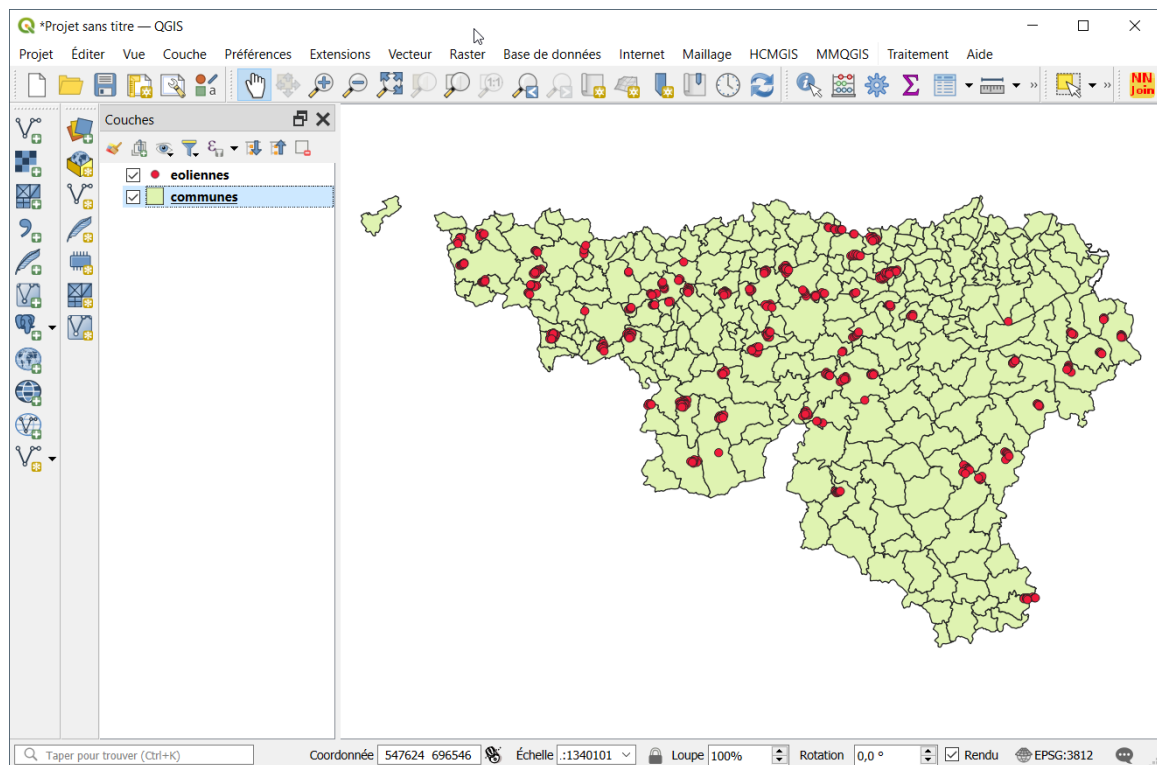 *Projet sans titre — QGIS
Projet Éditer Vue Couche Préférences Extensions Vecteur Raster Base de données Internet Maillage HCMGIS MMQGIS Traitement Aide
1:1
a
» » NN
Join
Couches
ε
eoliennes
communes
Taper pour trouver (Ctrl+K) Coordonnée 547624 696546 Échelle .:1340101 Loupe 100% Rotation 0,0 ° Rendu EPSG:3812